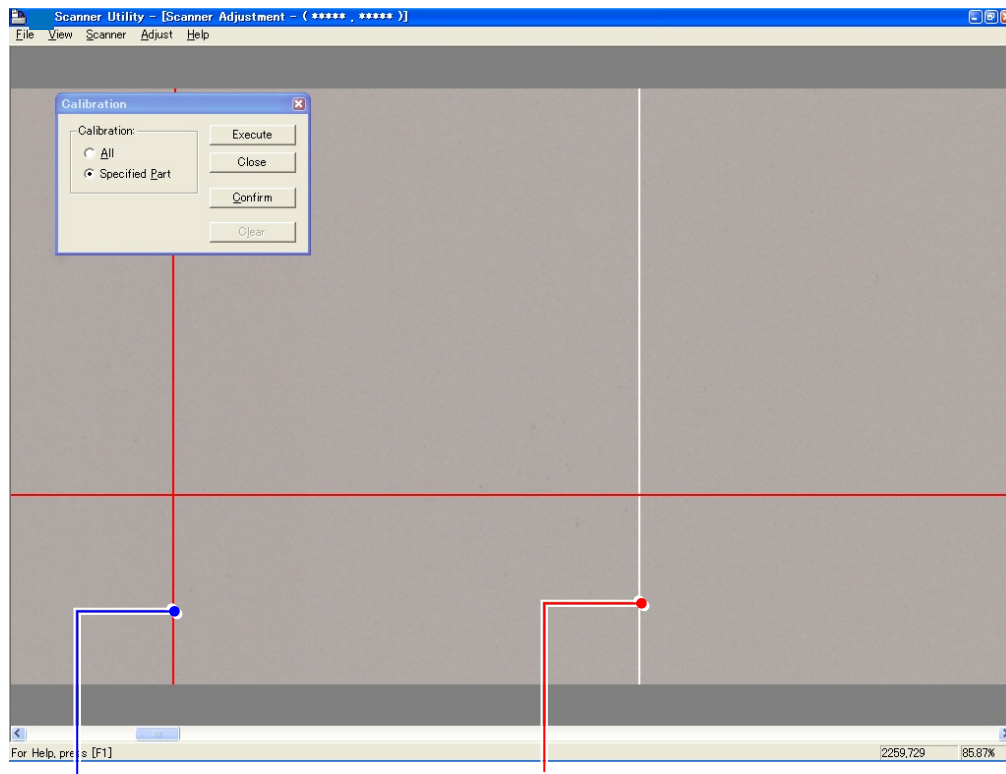 Scanner Utility - [Scanner Adjustment - ( ***** , ***** )]
File View Scanner Adjust Help
Calibration
Calibration:
All
Specified Part
Execute
Close
Confirm
Clear
For Help, press [F1]
2259,729 85.87%